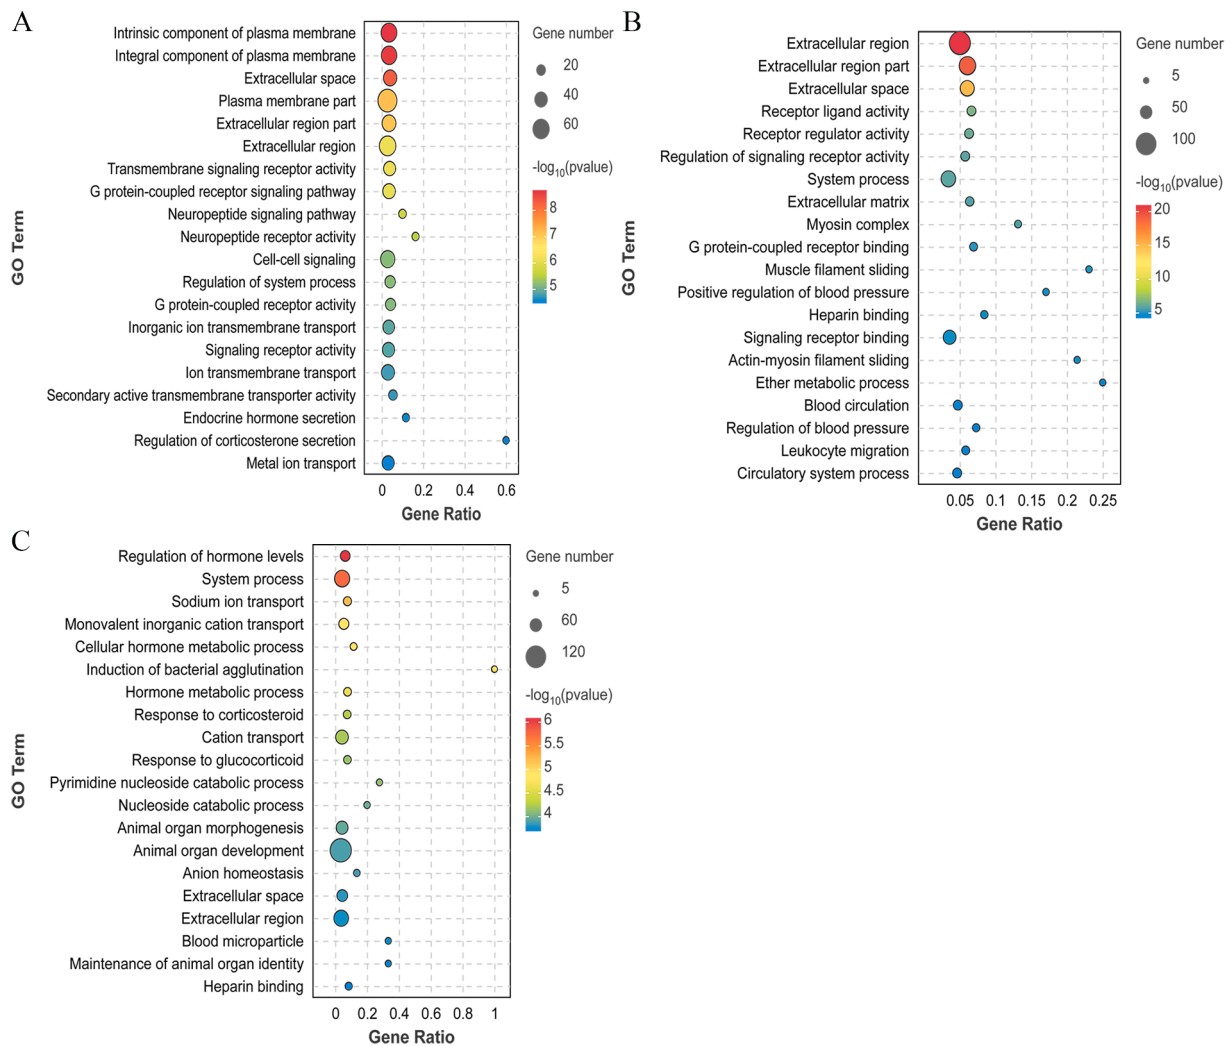 A
Intrinsic component of plasma membrane
Integral component of plasma membrane
Extracellular space
Plasma membrane part
Extracellular region part
Extracellular region
Transmembrane signaling receptor activity
G protein-coupled receptor signaling pathway
Neuropeptide signaling pathway
Neuropeptide receptor activity
Cell-cell signaling
Regulation of system process
G protein-coupled receptor activity
Inorganic ion transmembrane transport
Signaling receptor activity
Ion transmembrane transport
Secondary active transmembrane transporter activity
Endocrine hormone secretion
Regulation of corticosterone secretion
Metal ion transport
GO Term
0 0.2 0.4 0.6
Gene Ratio
Gene number
20
40
60
-log10(pvalue)
8
7
6
5
B
Extracellular region
Extracellular region part
Extracellular space
Receptor ligand activity
Receptor regulator activity
Regulation of signaling receptor activity
System process
Extracellular matrix
Myosin complex
G protein-coupled receptor binding
Muscle filament sliding
Positive regulation of blood pressure
Heparin binding
Signaling receptor binding
Actin-myosin filament sliding
Ether metabolic process
Blood circulation
Regulation of blood pressure
Leukocyte migration
Circulatory system process
GO Term
0.05 0.1 0.15 0.2 0.25
Gene Ratio
Gene number
5
50
100
-log10(pvalue)
20
15
10
5
C
Regulation of hormone levels
System process
Sodium ion transport
Monovalent inorganic cation transport
Cellular hormone metabolic process
Induction of bacterial agglutination
Hormone metabolic process
Response to corticosteroid
Cation transport
Response to glucocorticoid
Pyrimidine nucleoside catabolic process
Nucleoside catabolic process
Animal organ morphogenesis
Animal organ development
Anion homeostasis
Extracellular space
Extracellular region
Blood microparticle
Maintenance of animal organ identity
Heparin binding
GO Term
0 0.2 0.4 0.6 0.8 1
Gene Ratio
Gene number
5
60
120
-log10(pvalue)
6
5.5
5
4.5
4